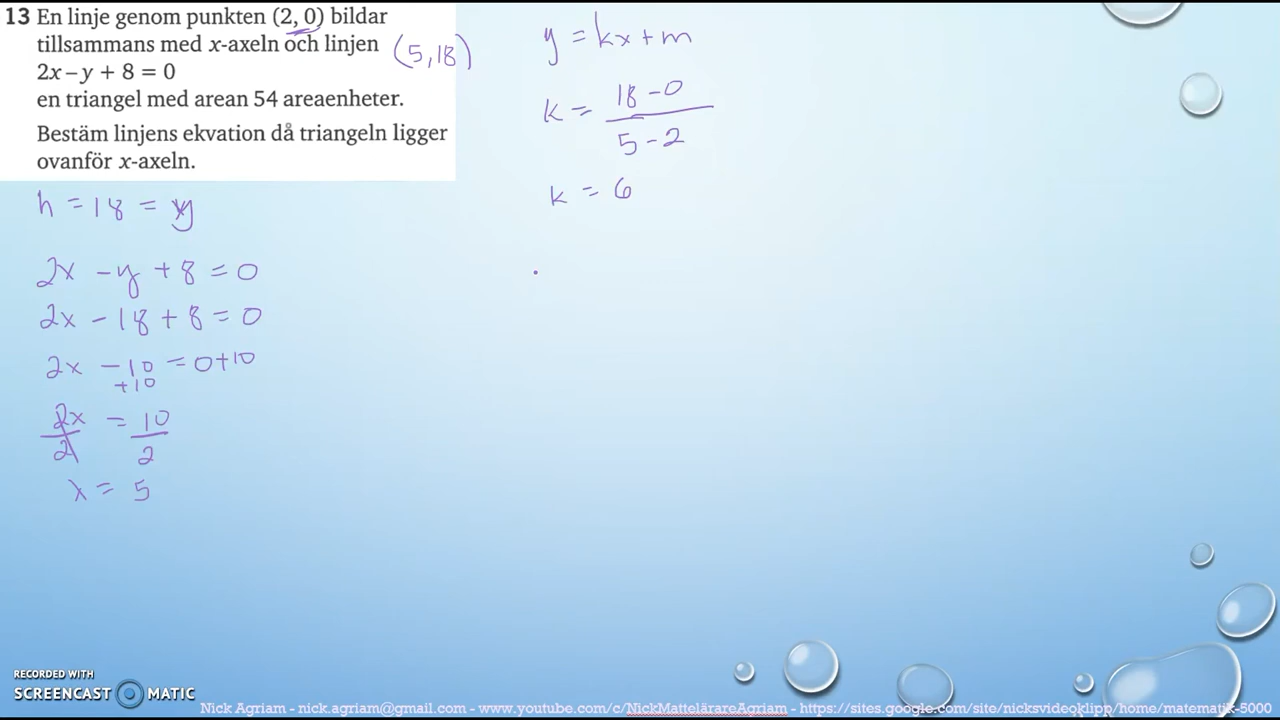 13 En linje genom punkten (2, 0) bildar
tillsammans med x-axeln och linjen
2x – y + 8 = 0
en triangel med arean 54 areaenheter.
Bestäm linjens ekvation då triangeln ligger
ovanför x-axeln.
(5,18)
h = 18 = y
2x - y + 8 = 0
2x - 18 + 8 = 0
2x - 10 = 0 + 10
+10
2x = 10
2 2
x = 5
y = kx + m
k = 18 - 0
5 - 2
k = 6
RECORDED WITH
SCREENCAST MATIC
Nick Agriam - nick.agriam@gmail.com - www.youtube.com/c/NickMattelärareAgriam - https://sites.google.com/site/nicksvideoklipp/home/matematik-5000